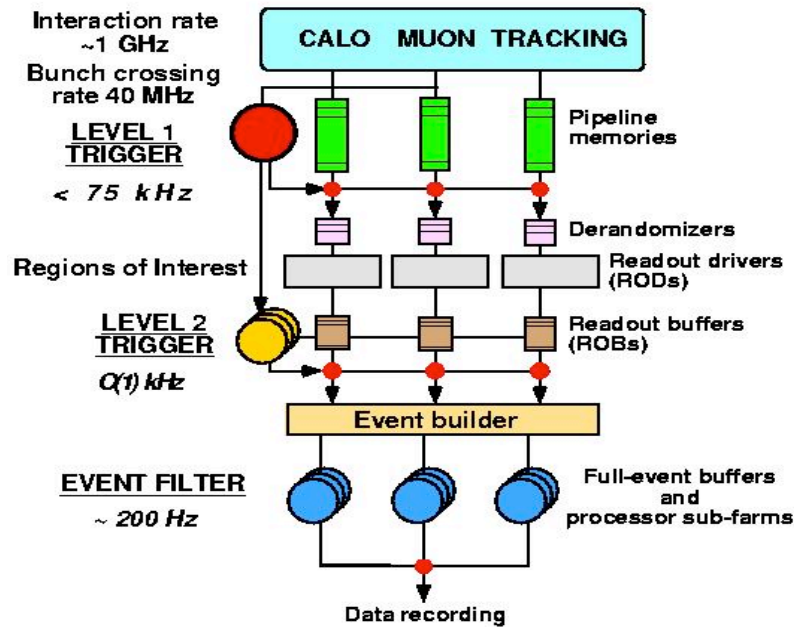 Interaction rate
~1 GHz
CALO MUON TRACKING
Bunch crossing
rate 40 MHz
Pipeline
memories
LEVEL 1
TRIGGER
< 75 kHz
Derandomizers
Readout drivers
(RODs)
Regions of Interest
LEVEL 2
TRIGGER
Readout buffers
(ROBs)
O(1) kHz
Event builder
EVENT FILTER
~ 200 Hz
Full-event buffers
and
processor sub-farms
Data recording